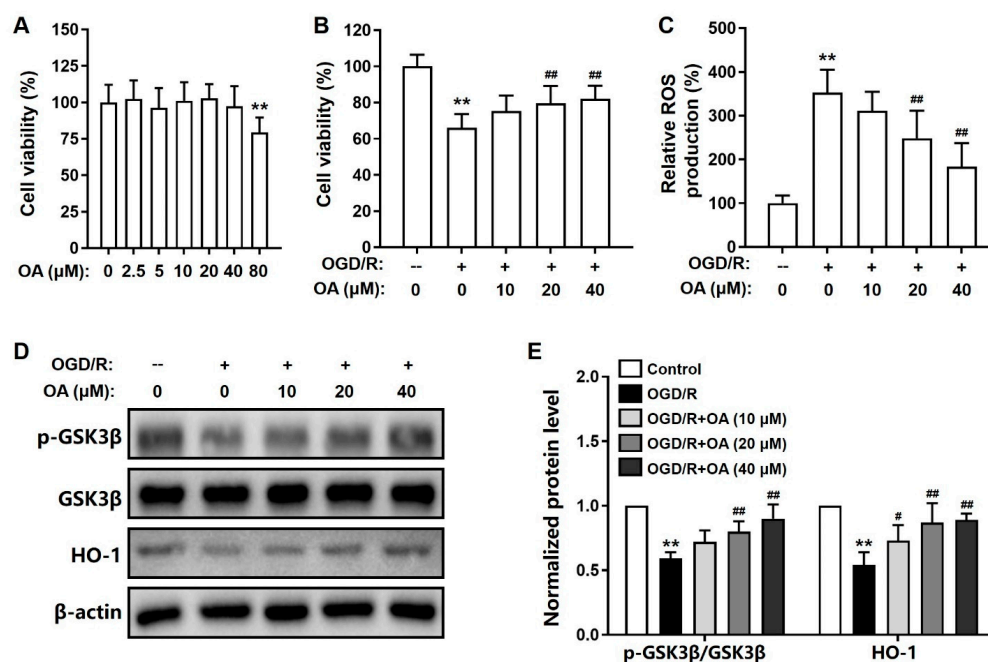 A
Cell viability (%)
150
125
100
75
50
25
0
**
OA (μM): 0 2.5 5 10 20 40 80
B
Cell viability (%)
120
100
80
60
40
20
0
** ## ##
OGD/R: -- + + + +
OA (μM): 0 0 10 20 40
C
Relative ROS
production (%)
500
400
300
200
100
0
** ## ##
OGD/R: -- + + + +
OA (μM): 0 0 10 20 40
D
OGD/R: -- + + + +
OA (μM): 0 0 10 20 40
p-GSK3β
GSK3β
HO-1
β-actin
E
Normalized protein level
2.0
1.5
1.0
0.5
0.0
Control
OGD/R
OGD/R+OA (10 μM)
OGD/R+OA (20 μM)
OGD/R+OA (40 μM)
** ## ## ** # ## ##
p-GSK3β/GSK3β HO-1